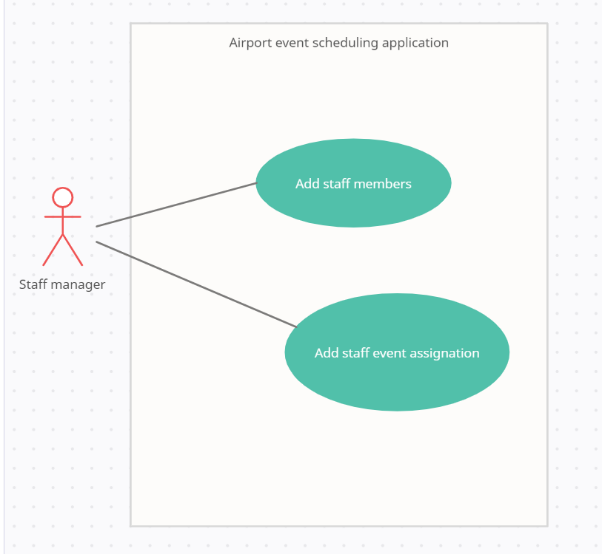 Airport event scheduling application
Add staff members
Staff manager
Add staff event assignation